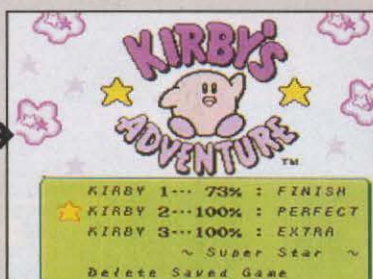 KIRBY'S
ADVENTURE TM
KIRBY 1··· 73% : FINISH
KIRBY 2···100% : PERFECT
KIRBY 3···100% : EXTRA
~ Super Star ~
Delete Saved Game